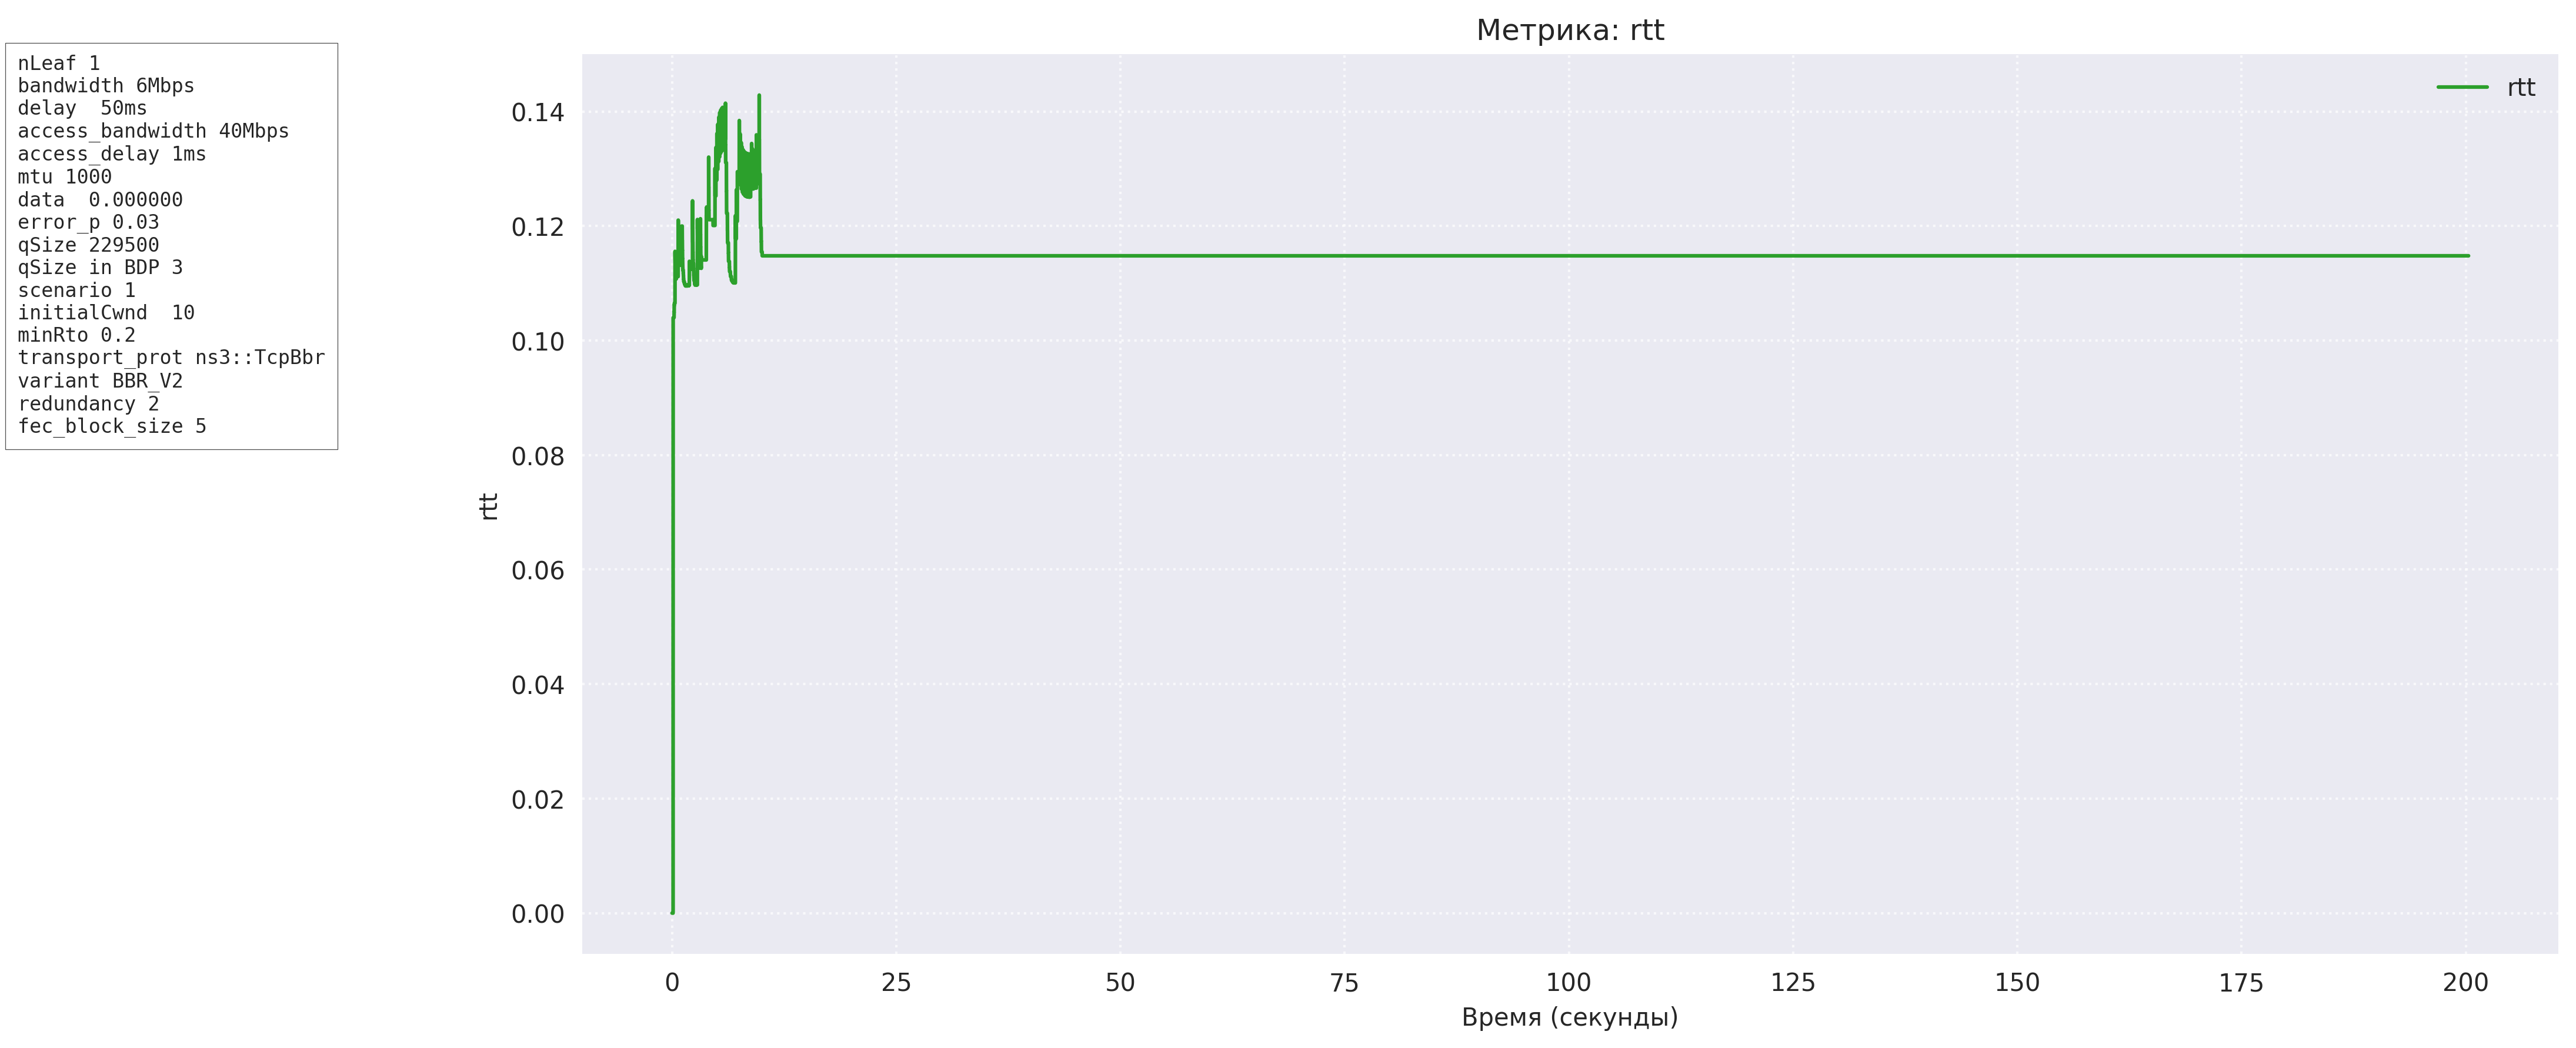 nLeaf 1
bandwidth 6Mbps
delay  50ms
access_bandwidth 40Mbps
access_delay 1ms
mtu 1000
data  0.000000
error_p 0.03
qSize 229500
qSize in BDP 3
scenario 1
initialCwnd  10
minRto 0.2
transport_prot ns3::TcpBbr
variant BBR_V2
redundancy 2
fec_block_size 5
Метрика: rtt
rtt
0.14
0.12
0.10
0.08
0.06
0.04
0.02
0.00
rtt
0
25
50
75
100
125
150
175
200
Время (секунды)